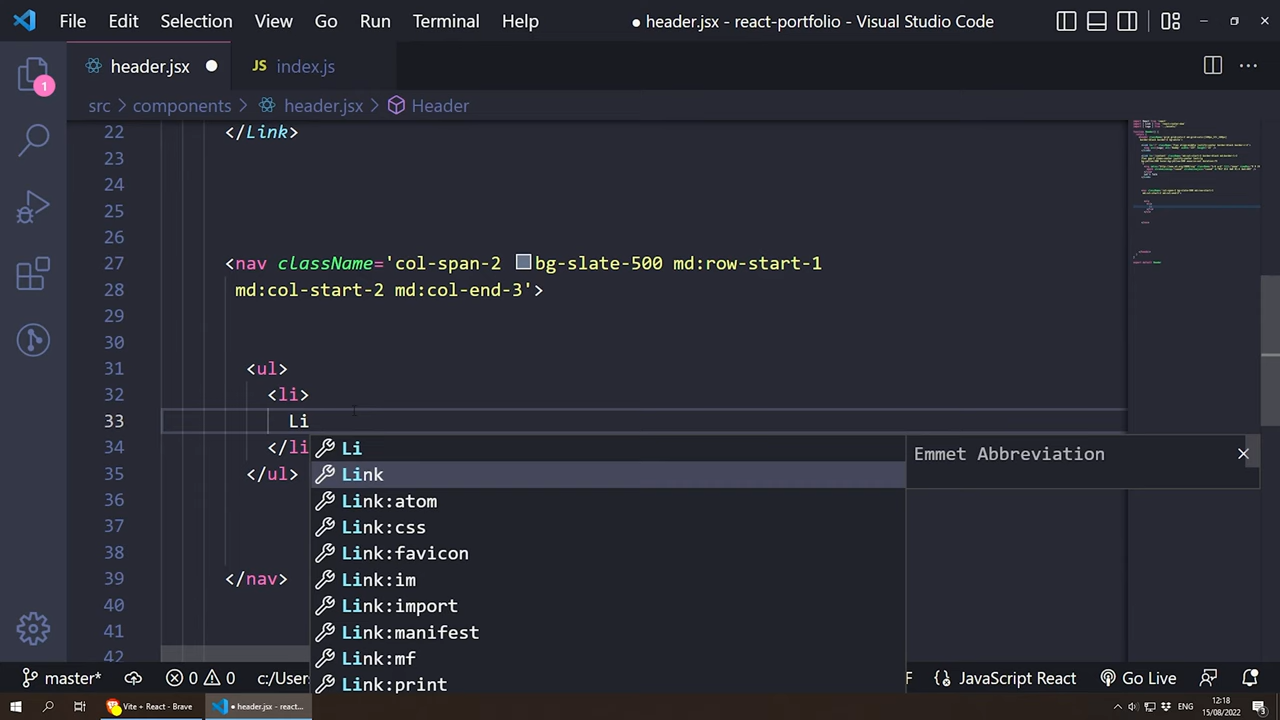 File Edit Selection View Go Run Terminal Help ● header.jsx - react-portfolio - Visual Studio Code
header.jsx JS index.js
1
src > components > header.jsx > Header
22 </Link>
23
24
25
26
27 <nav className='col-span-2 bg-slate-500 md:row-start-1
28 md:col-start-2 md:col-end-3'>
29
30
31 <ul>
32 <li>
33 Li
34 </li
35 </ul>
36
37
38
39 </nav>
40
41
42
Li
Link
Link:atom
Link:css
Link:favicon
Link:im
Link:import
Link:manifest
Link:mf
Link:print
Emmet Abbreviation
master* 0 0 c:/Users F { } JavaScript React Go Live
Vite + React - Brave ● header.jsx - react... ENG 12:18
15/08/2022 3